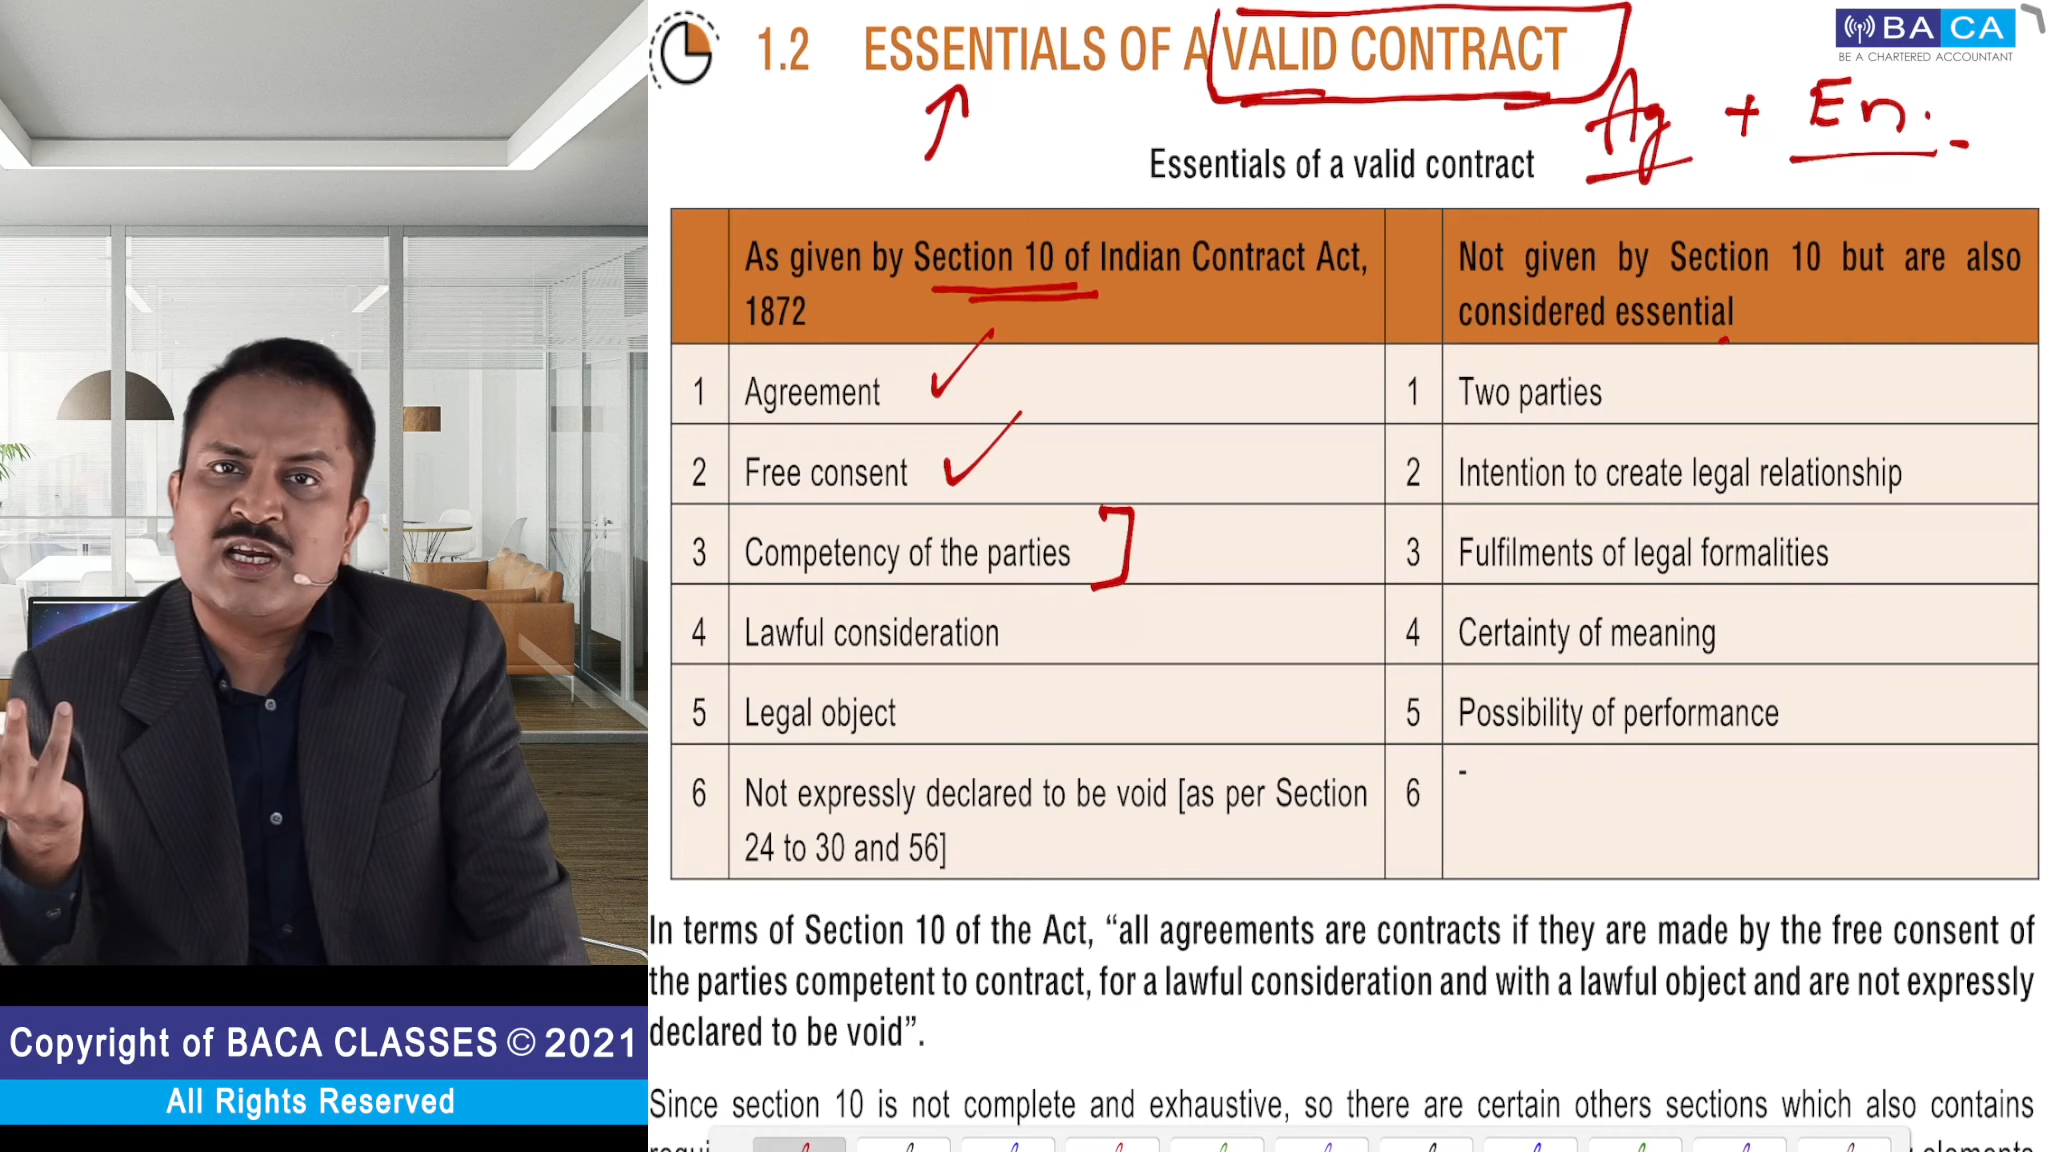 1.2 ESSENTIALS OF A VALID CONTRACT
BACA
BE A CHARTERED ACCOUNTANT
Ag + En.
Essentials of a valid contract
As given by Section 10 of Indian Contract Act,
1872
Not given by Section 10 but are also
considered essential
1 Agreement 1 Two parties
2 Free consent 2 Intention to create legal relationship
3 Competency of the parties 3 Fulfilments of legal formalities
4 Lawful consideration 4 Certainty of meaning
5 Legal object 5 Possibility of performance
6 Not expressly declared to be void [as per Section
24 to 30 and 56]
6 -
In terms of Section 10 of the Act, “all agreements are contracts if they are made by the free consent of
the parties competent to contract, for a lawful consideration and with a lawful object and are not expressly
declared to be void”.
Since section 10 is not complete and exhaustive, so there are certain others sections which also contains
elements
Copyright of BACA CLASSES © 2021
All Rights Reserved